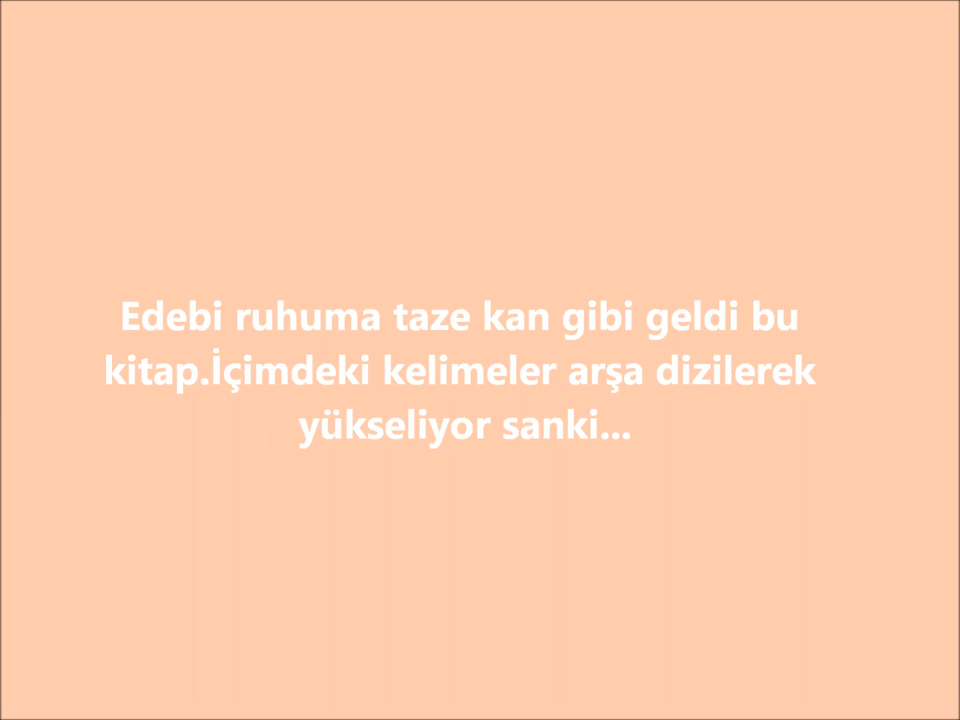 Edebi ruhuma taze kan gibi geldi bu
kitap.İçimdeki kelimeler arşa dizilerek
yükseliyor sanki...